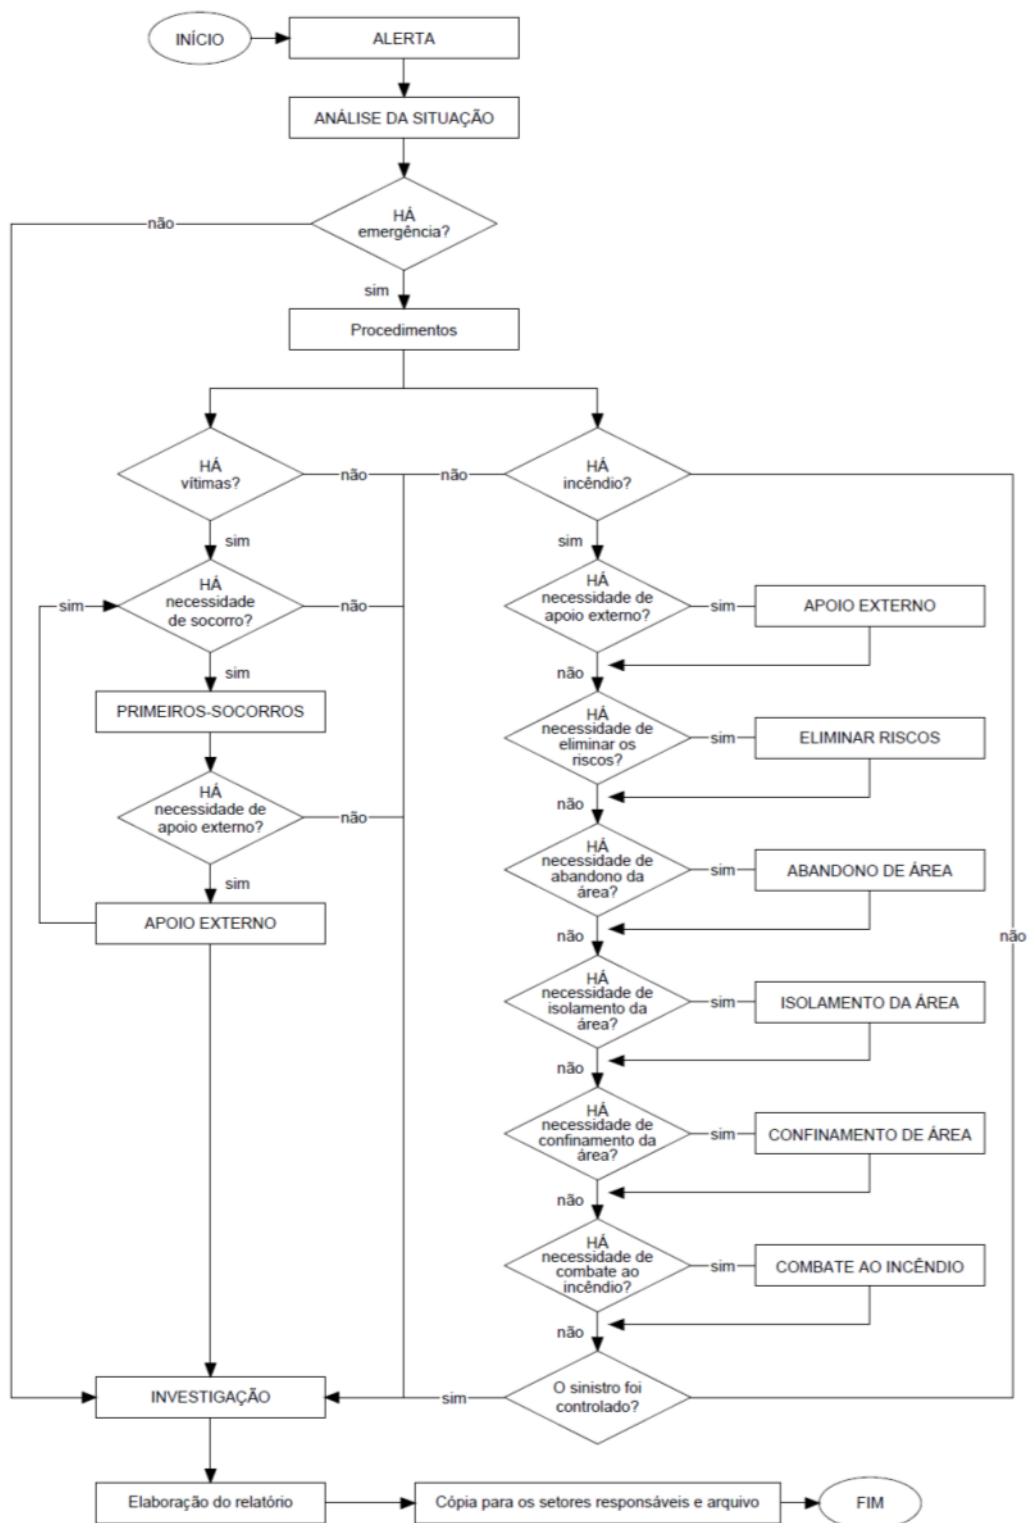 INÍCIO
ALERTA
ANÁLISE DA SITUAÇÃO
HÁ
emergência?
não
sim
Procedimentos
HÁ
vítimas?
não
não
HÁ
incêndio?
sim
sim
HÁ
necessidade
de socorro?
sim
não
HÁ
necessidade de
apoio externo?
sim
APOIO EXTERNO
sim
não
PRIMEIROS-SOCORROS
HÁ
necessidade de
eliminar os
riscos?
sim
ELIMINAR RISCOS
não
HÁ
necessidade de
apoio externo?
não
sim
HÁ
necessidade de
abandono da
área?
sim
ABANDONO DE ÁREA
não
APOIO EXTERNO
não
HÁ
necessidade de
isolamento da
área?
sim
ISOLAMENTO DA ÁREA
não
HÁ
necessidade de
confinamento da
área?
sim
CONFINAMENTO DE ÁREA
não
HÁ
necessidade de
combate ao
incêndio?
sim
COMBATE AO INCÊNDIO
não
O sinistro foi
controlado?
sim
INVESTIGAÇÃO
Elaboração do relatório
Cópia para os setores responsáveis e arquivo
FIM